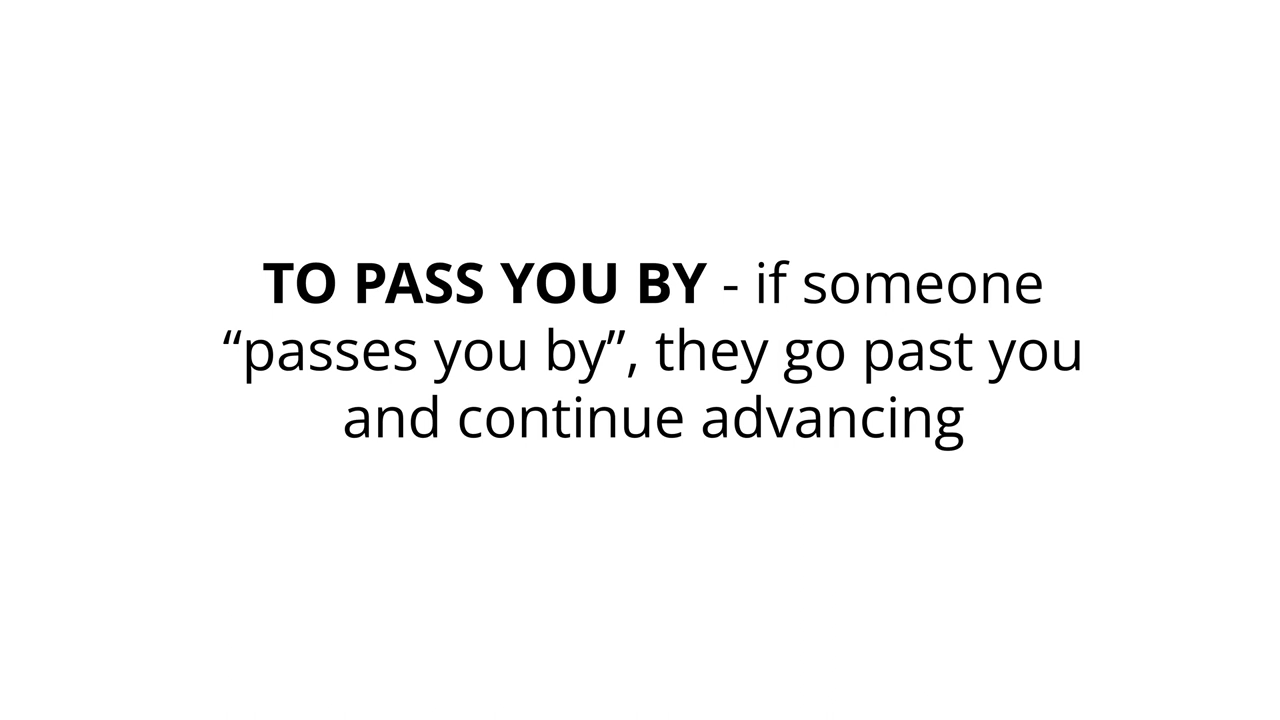 TO PASS YOU BY - if someone
“passes you by”, they go past you
and continue advancing